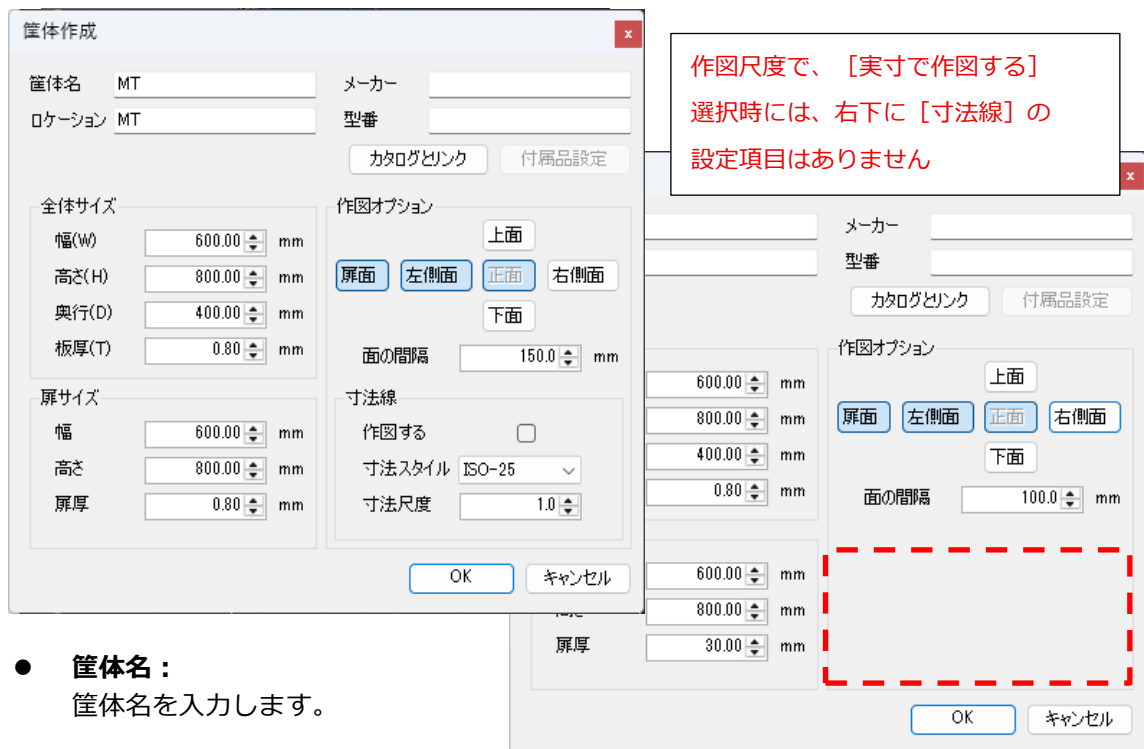 筐体作成
x
筐体名 MT
メーカー
ロケーション MT
型番
カタログとリンク
付属品設定
全体サイズ
幅(W) 600.00 mm
高さ(H) 800.00 mm
奥行(D) 400.00 mm
板厚(T) 0.80 mm
作図オプション
上面
扉面 左側面 正面 右側面
下面
面の間隔 150.0 mm
扉サイズ
幅 600.00 mm
高さ 800.00 mm
扉厚 0.80 mm
寸法線
作図する
寸法スタイル ISO-25
寸法尺度 1.0
OK キャンセル
作図尺度で、［実寸で作図する］
選択時には、右下に［寸法線］の
設定項目はありません
x
メーカー
型番
カタログとリンク
付属品設定
600.00 mm
800.00 mm
400.00 mm
0.80 mm
作図オプション
上面
扉面 左側面 正面 右側面
下面
面の間隔 100.0 mm
600.00 mm
800.00 mm
扉厚 30.00 mm
OK キャンセル
● 筐体名：
筐体名を入力します。